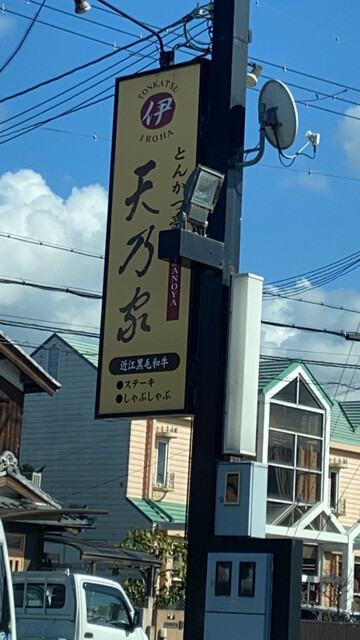 TONKATSU
伊
IROHA
とんかつ
天乃家
ANOYA
近江黒毛和牛
●ステーキ
●しゃぶしゃぶ